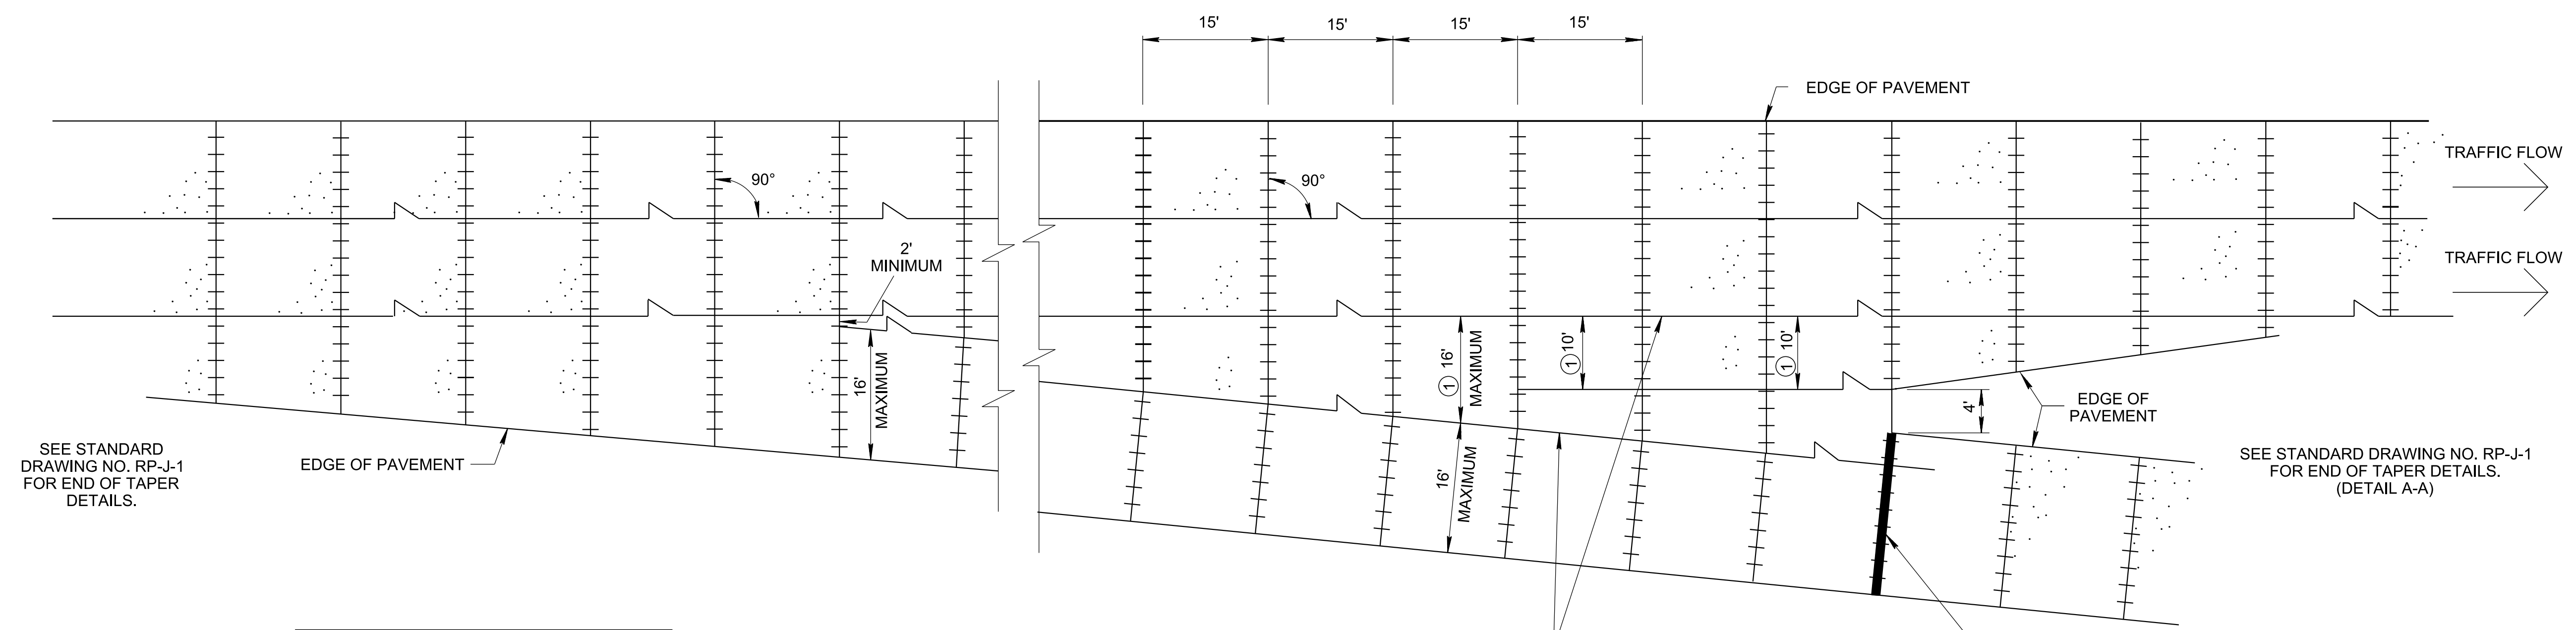 15'
15'
15'
15'
EDGE OF PAVEMENT
TRAFFIC FLOW
90°
90°
2'
MINIMUM
TRAFFIC FLOW
16'
MAXIMUM
1 16'
MAXIMUM
1 10'
1 10'
4'
EDGE OF
PAVEMENT
SEE STANDARD
DRAWING NO. RP-J-1
FOR END OF TAPER
DETAILS.
EDGE OF PAVEMENT
16'
MAXIMUM
SEE STANDARD DRAWING NO. RP-J-1
FOR END OF TAPER DETAILS.
(DETAIL A-A)